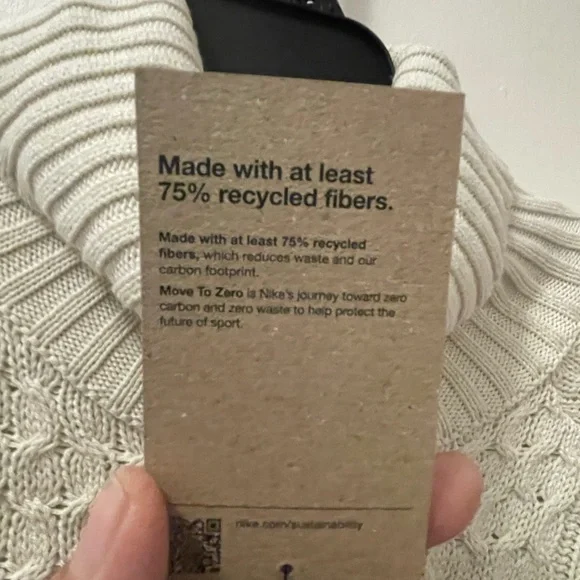 Made with at least
75% recycled fibers.
Made with at least 75% recycled
fibers, which reduces waste and our
carbon footprint.
Move To Zero is Nike's journey toward zero
carbon and zero waste to help protect the
future of sport.
nike.com/sustainability